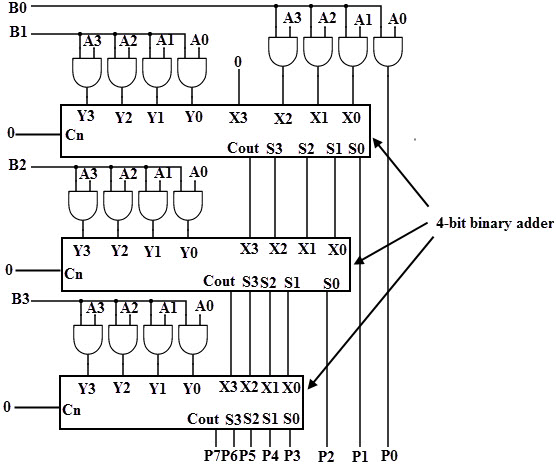 B0
A3 A2 A1 A0
B1
A3 A2 A1 A0
0
Y3 Y2 Y1 Y0 X3 X2 X1 X0
0 Cn
Cout S3 S2 S1 S0
B2
A3 A2 A1 A0
4-bit binary adder
Y3 Y2 Y1 Y0 X3 X2 X1 X0
0 Cn
Cout S3 S2 S1 S0
B3
A3 A2 A1 A0
Y3 Y2 Y1 Y0 X3 X2 X1 X0
0 Cn
Cout S3 S2 S1 S0
P7 P6 P5 P4 P3 P2 P1 P0